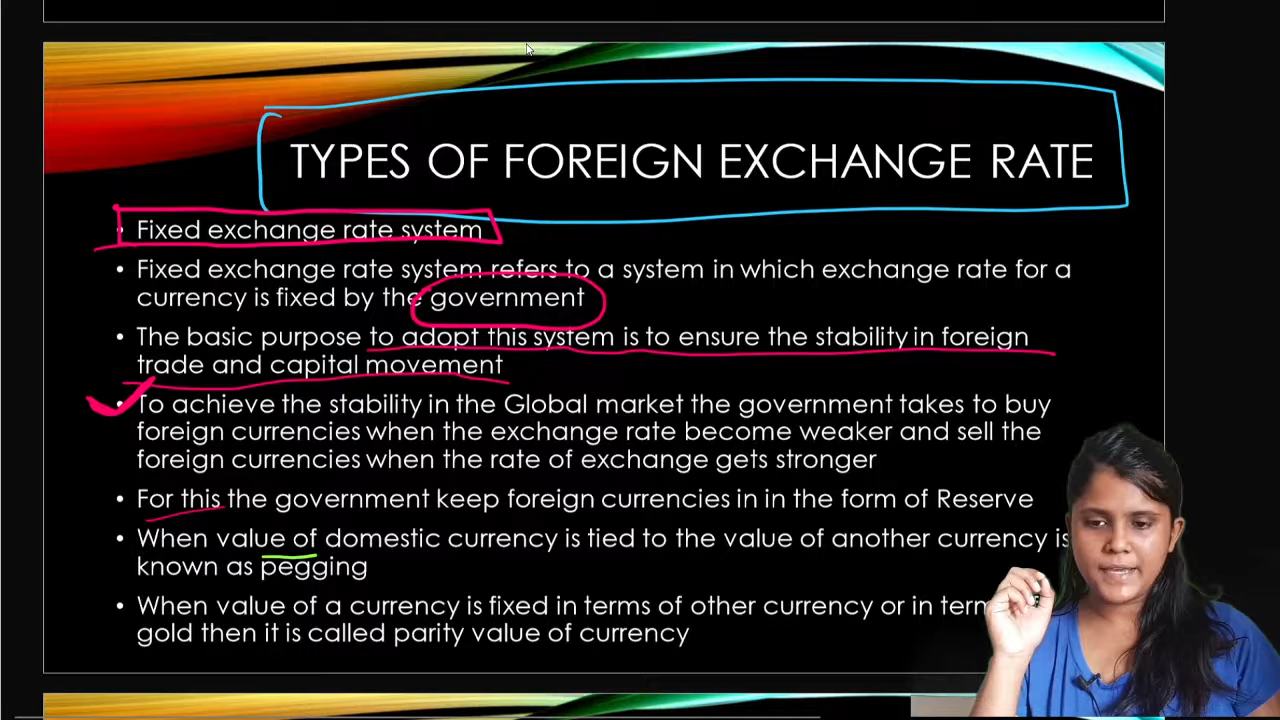 TYPES OF FOREIGN EXCHANGE RATE
• Fixed exchange rate system
• Fixed exchange rate system refers to a system in which exchange rate for a
currency is fixed by the government
• The basic purpose to adopt this system is to ensure the stability in foreign
trade and capital movement
• To achieve the stability in the Global market the government takes to buy
foreign currencies when the exchange rate become weaker and sell the
foreign currencies when the rate of exchange gets stronger
• For this the government keep foreign currencies in in the form of Reserve
• When value of domestic currency is tied to the value of another currency is
known as pegging
• When value of a currency is fixed in terms of other currency or in
gold then it is called parity value of currency